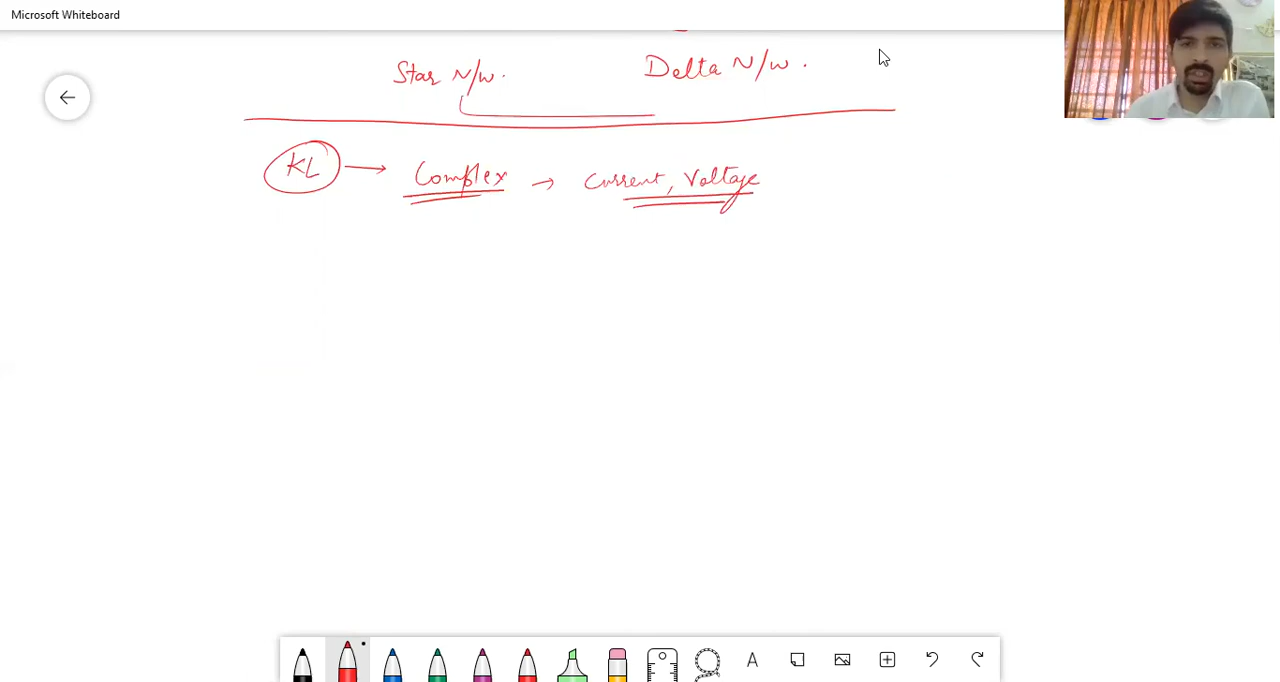 Microsoft Whiteboard
Star N/w. Delta N/w.
KL → Complex → Current, Voltage
A